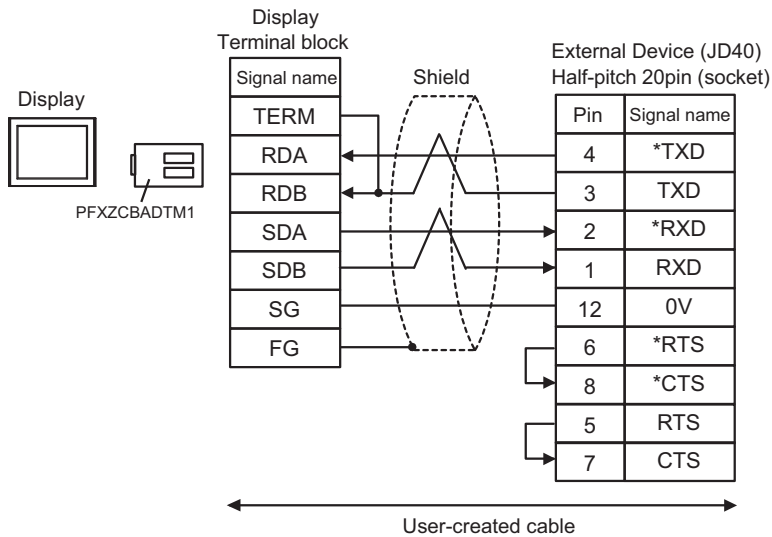 Display
Terminal block
Signal name
TERM
RDA
RDB
SDA
SDB
SG
FG
Display
PFXZCBADTM1
Shield
External Device (JD40)
Half-pitch 20pin (socket)
Pin Signal name
4 *TXD
3 TXD
2 *RXD
1 RXD
12 0V
6 *RTS
8 *CTS
5 RTS
7 CTS
User-created cable